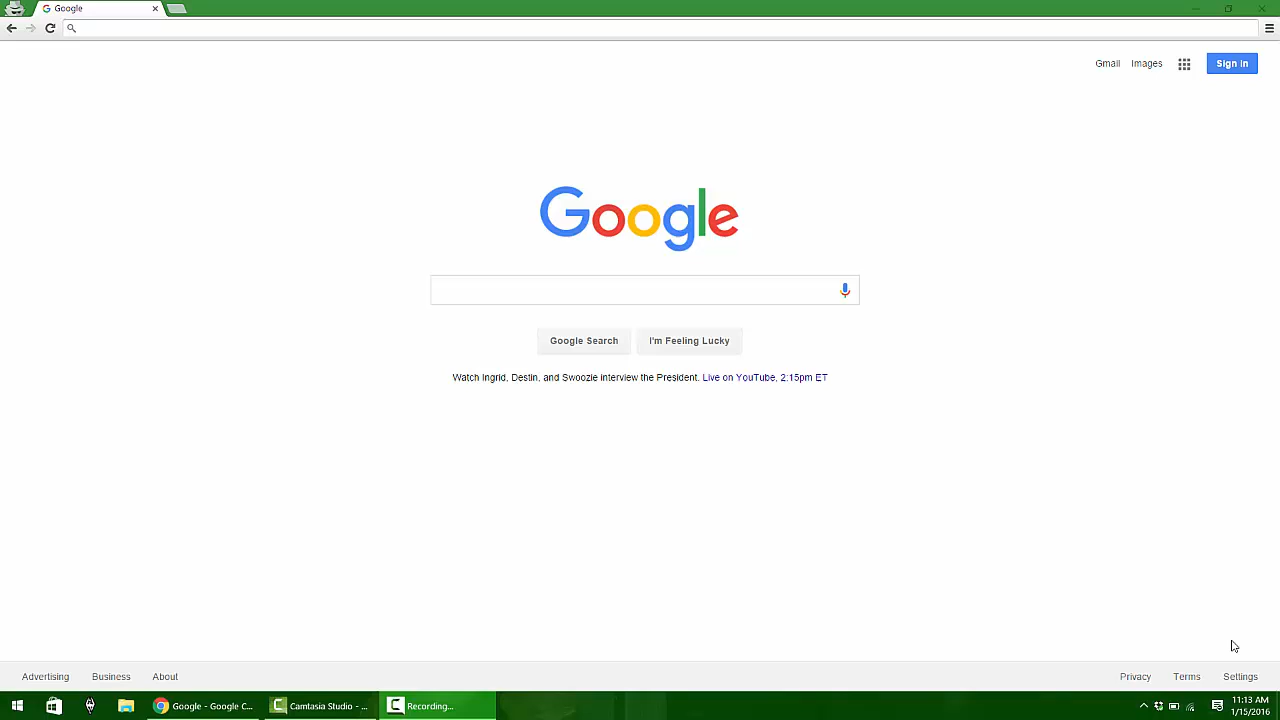 Google
Gmail Images Sign in
Google
Google Search I'm Feeling Lucky
Watch Ingrid, Destin, and Swoozie interview the President. Live on YouTube, 2:15pm ET
Advertising Business About Privacy Terms Settings
Google - Google C... Camtasia Studio - ... Recording... 11:13 AM
1/15/2016